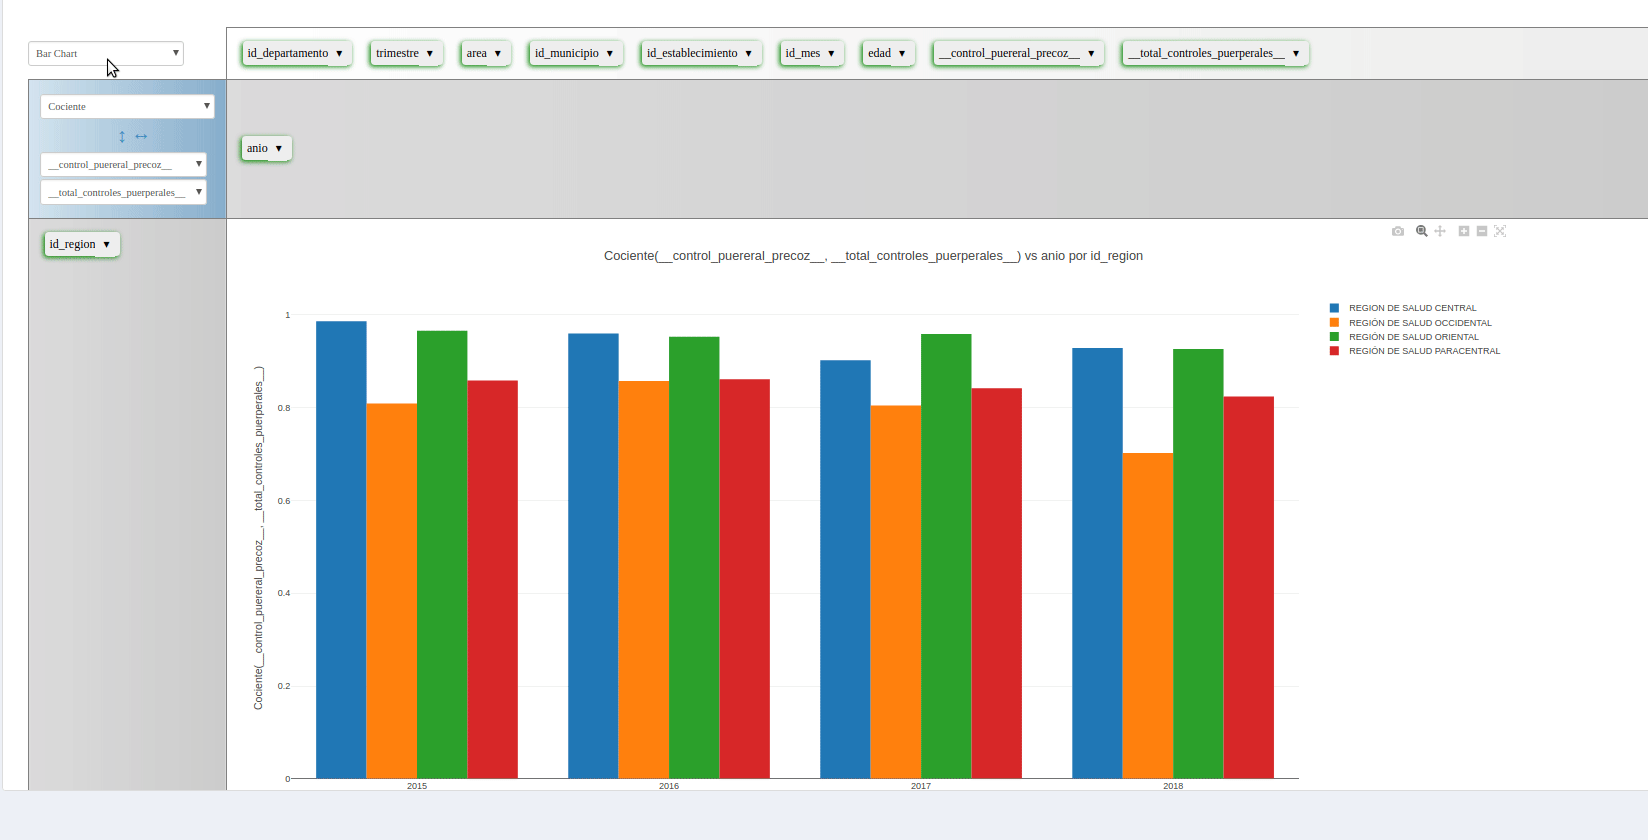 Bar Chart
id_departamento ▼ trimestre ▼ area ▼ id_municipio ▼ id_establecimiento ▼ id_mes ▼ edad ▼ __control_puereral_precoz__ ▼ __total_controles_puerperales__ ▼
Cociente
↕ ↔
__control_puereral_precoz__
__total_controles_puerperales__
anio ▼
id_region ▼
Cociente(__control_puereral_precoz__, __total_controles_puerperales__) vs anio por id_region
Cociente(__control_puereral_precoz__, __total_controles_puerperales__)
1
0.8
0.6
0.4
0.2
0
2015 2016 2017 2018
REGION DE SALUD CENTRAL
REGIÓN DE SALUD OCCIDENTAL
REGIÓN DE SALUD ORIENTAL
REGIÓN DE SALUD PARACENTRAL